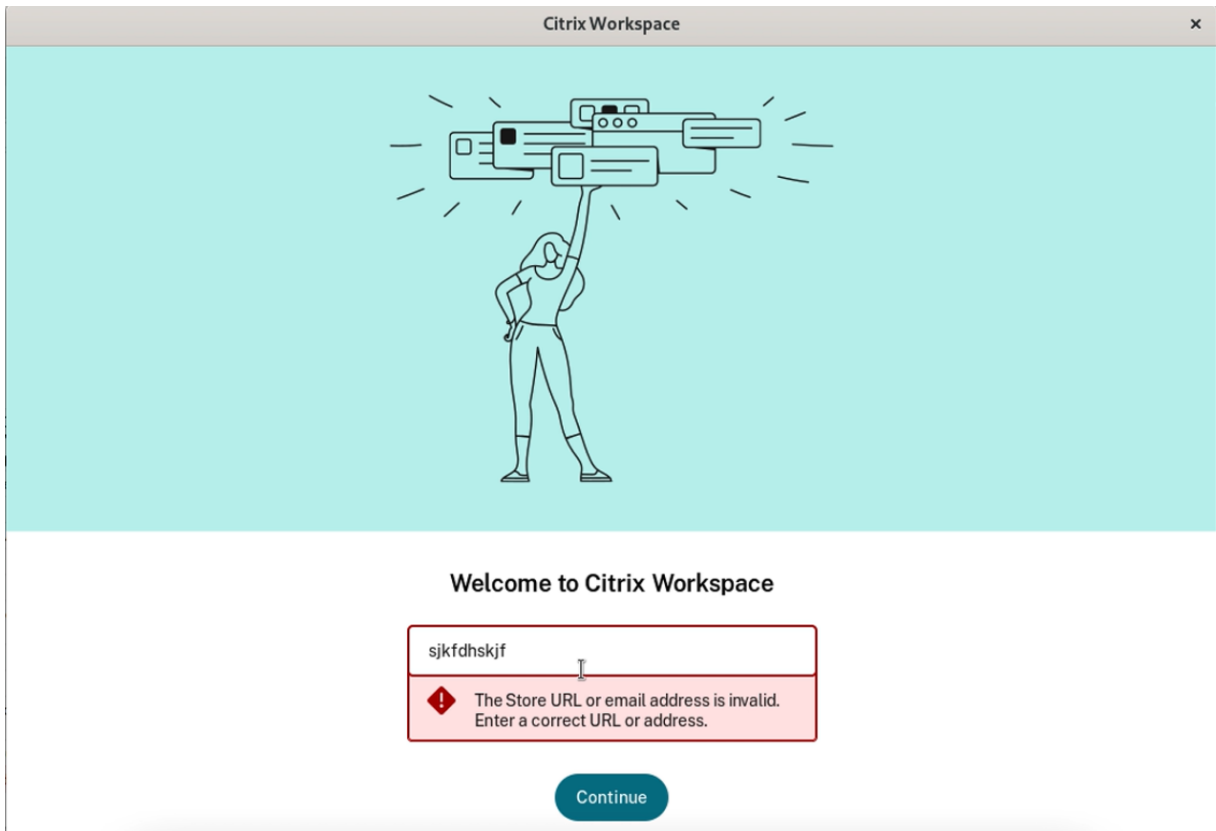 Citrix Workspace
Welcome to Citrix Workspace
sjkfdhskjf
The Store URL or email address is invalid.
Enter a correct URL or address.
Continue